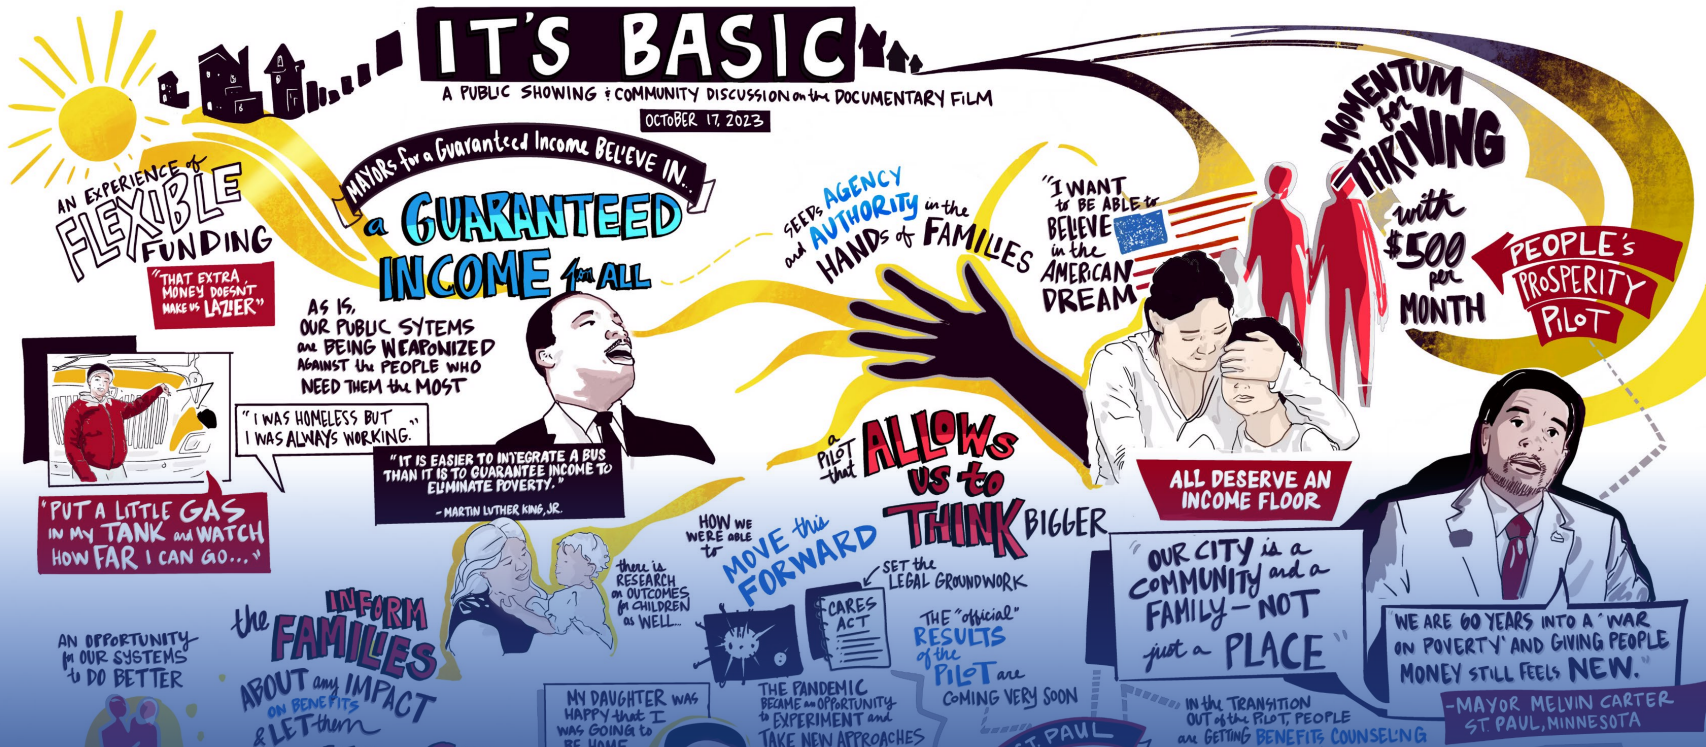 IT'S BASIC
A PUBLIC SHOWING & COMMUNITY DISCUSSION on the DOCUMENTARY FILM
OCTOBER 17, 2023
AN EXPERIENCE of
FLEXIBLE
FUNDING
"THAT EXTRA
MONEY DOESN'T
MAKE US LAZIER"
MAYORS for a Guaranteed Income BELIEVE IN...
a GUARANTEED
INCOME for ALL
AS IS,
OUR PUBLIC SYTEMS
are BEING WEAPONIZED
AGAINST the PEOPLE WHO
NEED THEM the MOST
"I WAS HOMELESS BUT
I WAS ALWAYS WORKING."
"PUT A LITTLE GAS
IN MY TANK and WATCH
HOW FAR I CAN GO..."
"IT IS EASIER TO INTEGRATE A BUS
THAN IT IS TO GUARANTEE INCOME TO
ELIMINATE POVERTY."
- MARTIN LUTHER KING, JR.
SEEDS AGENCY
and AUTHORITY in the
HANDS of FAMILIES
"I WANT
to BE ABLE to
BELIEVE
in the
AMERICAN
DREAM"
MOMENTUM
for
THRIVING
with
$500
per
MONTH
PEOPLE'S
PROSPERITY
PILOT
a
PILOT
that
ALLOWS
US to
THINK BIGGER
ALL DESERVE AN
INCOME FLOOR
"OUR CITY is a
COMMUNITY and a
FAMILY - NOT
just a PLACE"
"WE ARE 60 YEARS INTO A 'WAR
ON POVERTY' AND GIVING PEOPLE
MONEY STILL FEELS NEW."
-MAYOR MELVIN CARTER
ST. PAUL, MINNESOTA
HOW WE
WERE ABLE
to
MOVE this
FORWARD
SET the
LEGAL GROUNDWORK
CARES
ACT
there is
RESEARCH
on OUTCOMES
for CHILDREN
as WELL...
THE "official"
RESULTS
of the
PILOT are
COMING VERY SOON
INFORM
the FAMILIES
ABOUT any IMPACT
ON BENEFITS
& LET them
AN OPPORTUNITY
for OUR SYSTEMS
to DO BETTER
MY DAUGHTER WAS
HAPPY that I
WAS GOING to
BE HOME
THE PANDEMIC
BECAME an OPPORTUNITY
to EXPERIMENT and
TAKE NEW APPROACHES
ST. PAUL
IN the TRANSITION
OUT of the PILOT, PEOPLE
are GETTING BENEFITS COUNSELING